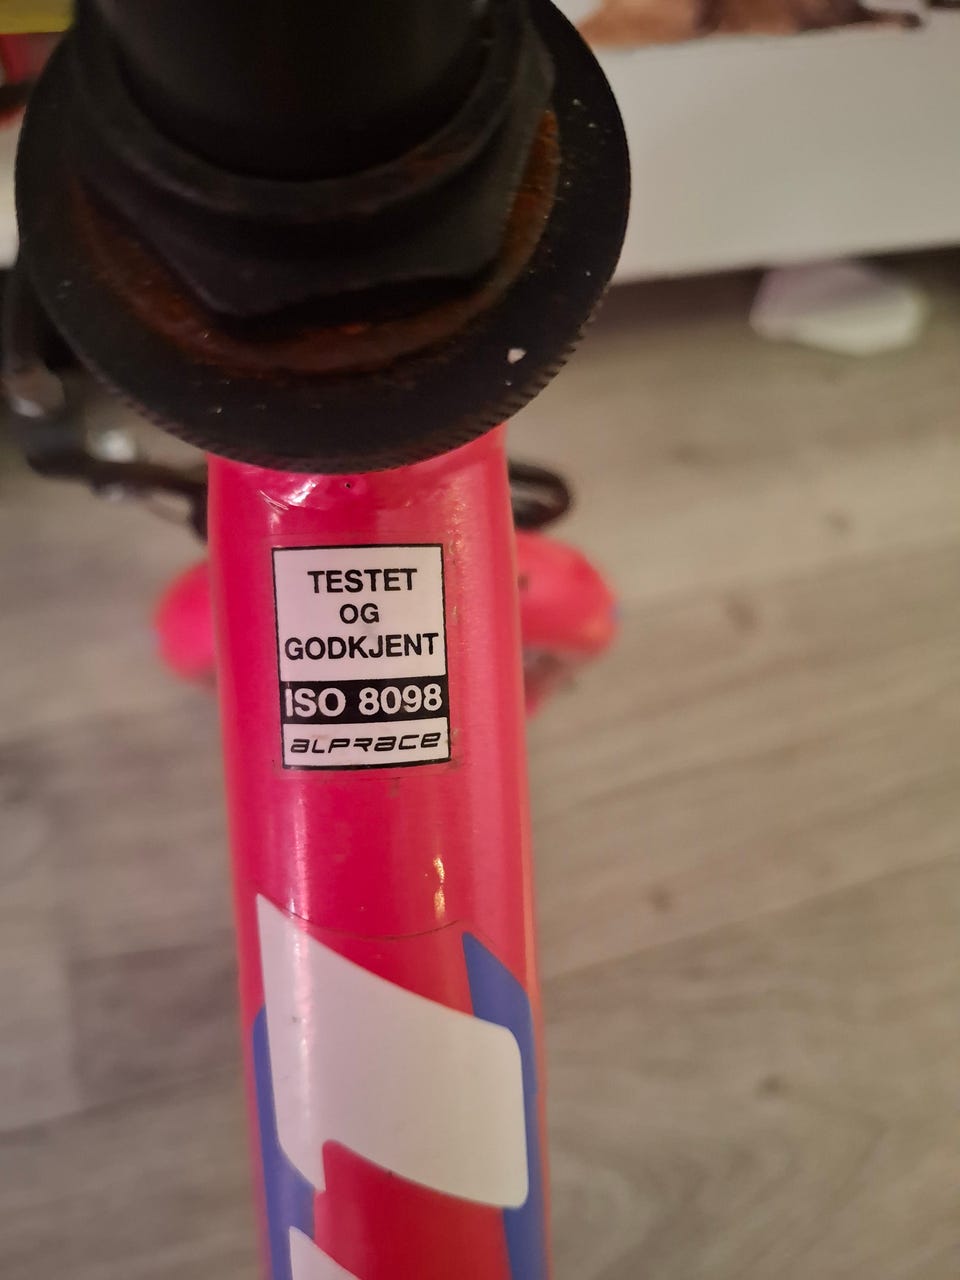 TESTET
OG
GODKJENT
ISO 8098
ALPRACE